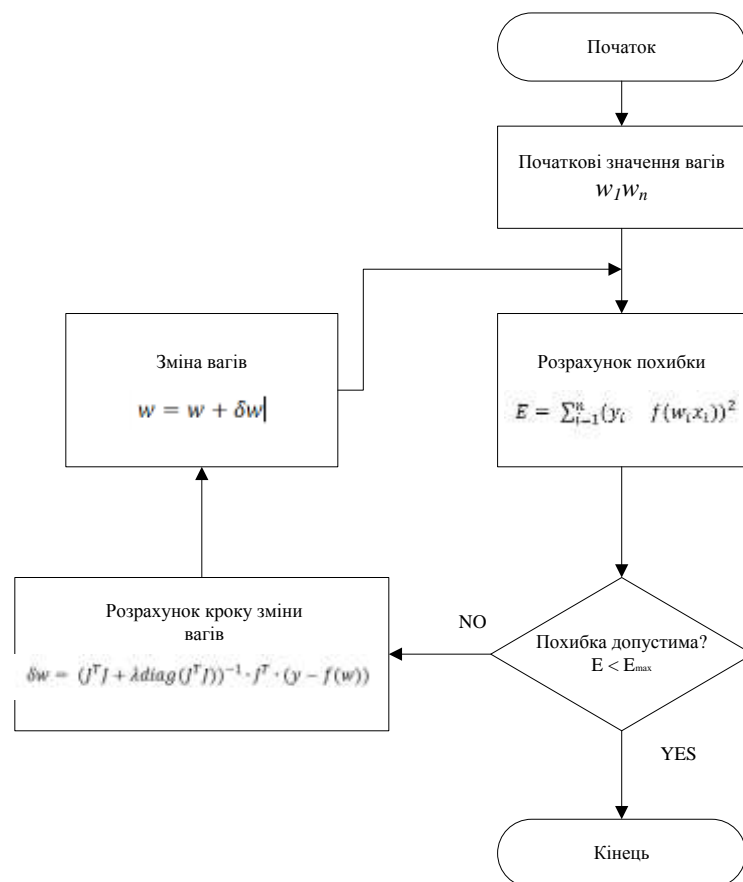 Початок
Початкові значення вагів
w₁wₙ
Розрахунок похибки
E = ∑ⁿᵢ₌₁(yᵢ f(wᵢxᵢ))²
Зміна вагів
w = w + δw
Розрахунок кроку зміни
вагів
δw = (JᵀJ + λdiag(JᵀJ))⁻¹ · Jᵀ · (y − f(w))
NO
Похибка допустима?
E < Emax
YES
Кінець